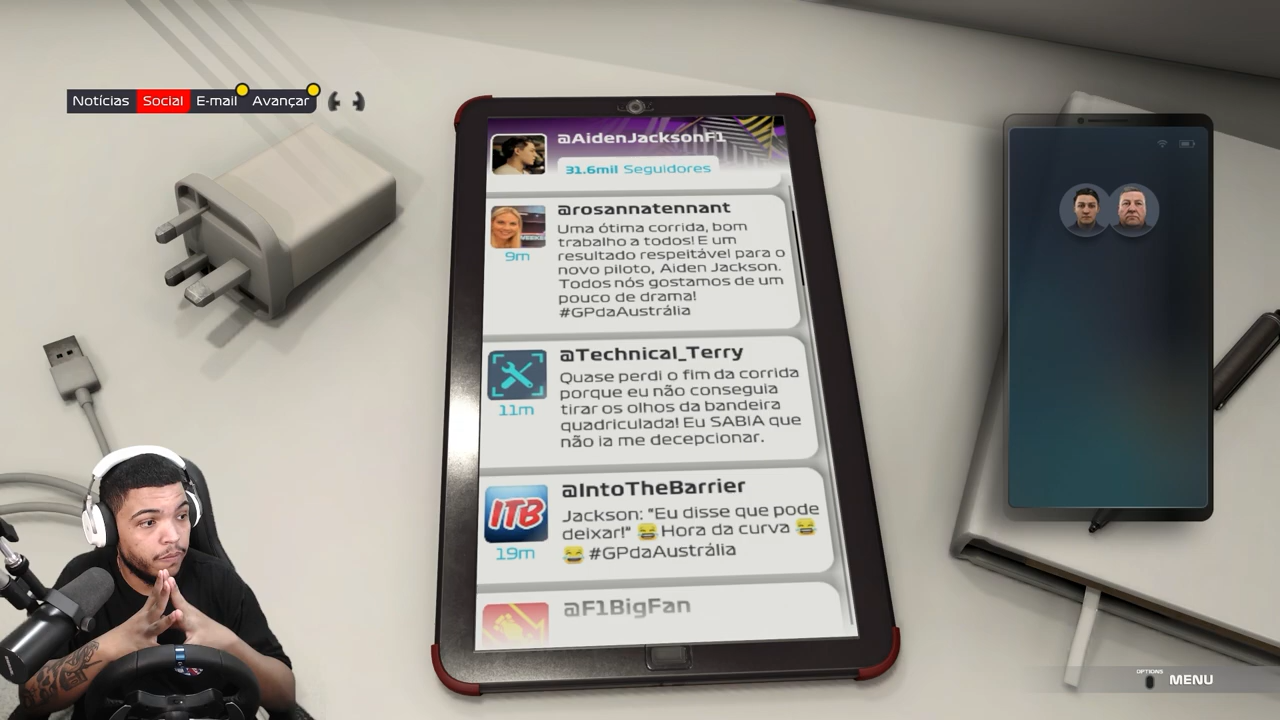 Notícias Social E-mail Avançar
@AidenJacksonF1
31.6mil Seguidores
@rosannatennant
Uma ótima corrida, bom
trabalho a todos! E um
resultado respeitável para o
novo piloto, Aiden Jackson.
Todos nós gostamos de um
pouco de drama!
#GPdaAustrália
9m
@Technical_Terry
Quase perdi o fim da corrida
porque eu não conseguia
tirar os olhos da bandeira
quadriculada! Eu SABIA que
não ia me decepcionar.
11m
ITB
@IntoTheBarrier
Jackson: "Eu disse que pode
deixar!" 😂 Hora da curva 😂
😂 #GPdaAustrália
19m
@F1BigFan
OPTIONS
MENU